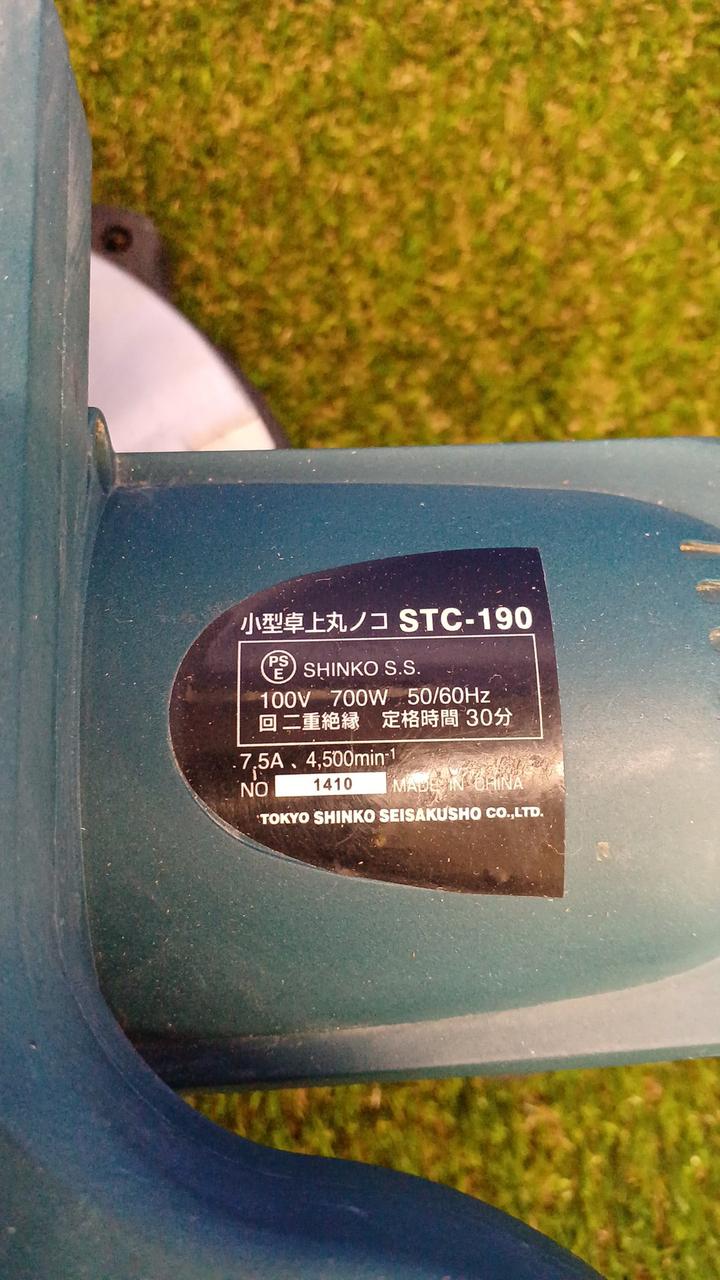 小型卓上丸ノコ STC-190
PS E SHINKO S.S.
100V 700W 50/60Hz
回 二重絶縁 定格時間 30分
7.5A 、 4,500min-1
NO 1410 MADE IN CHINA
TOKYO SHINKO SEISAKUSHO CO.,LTD.